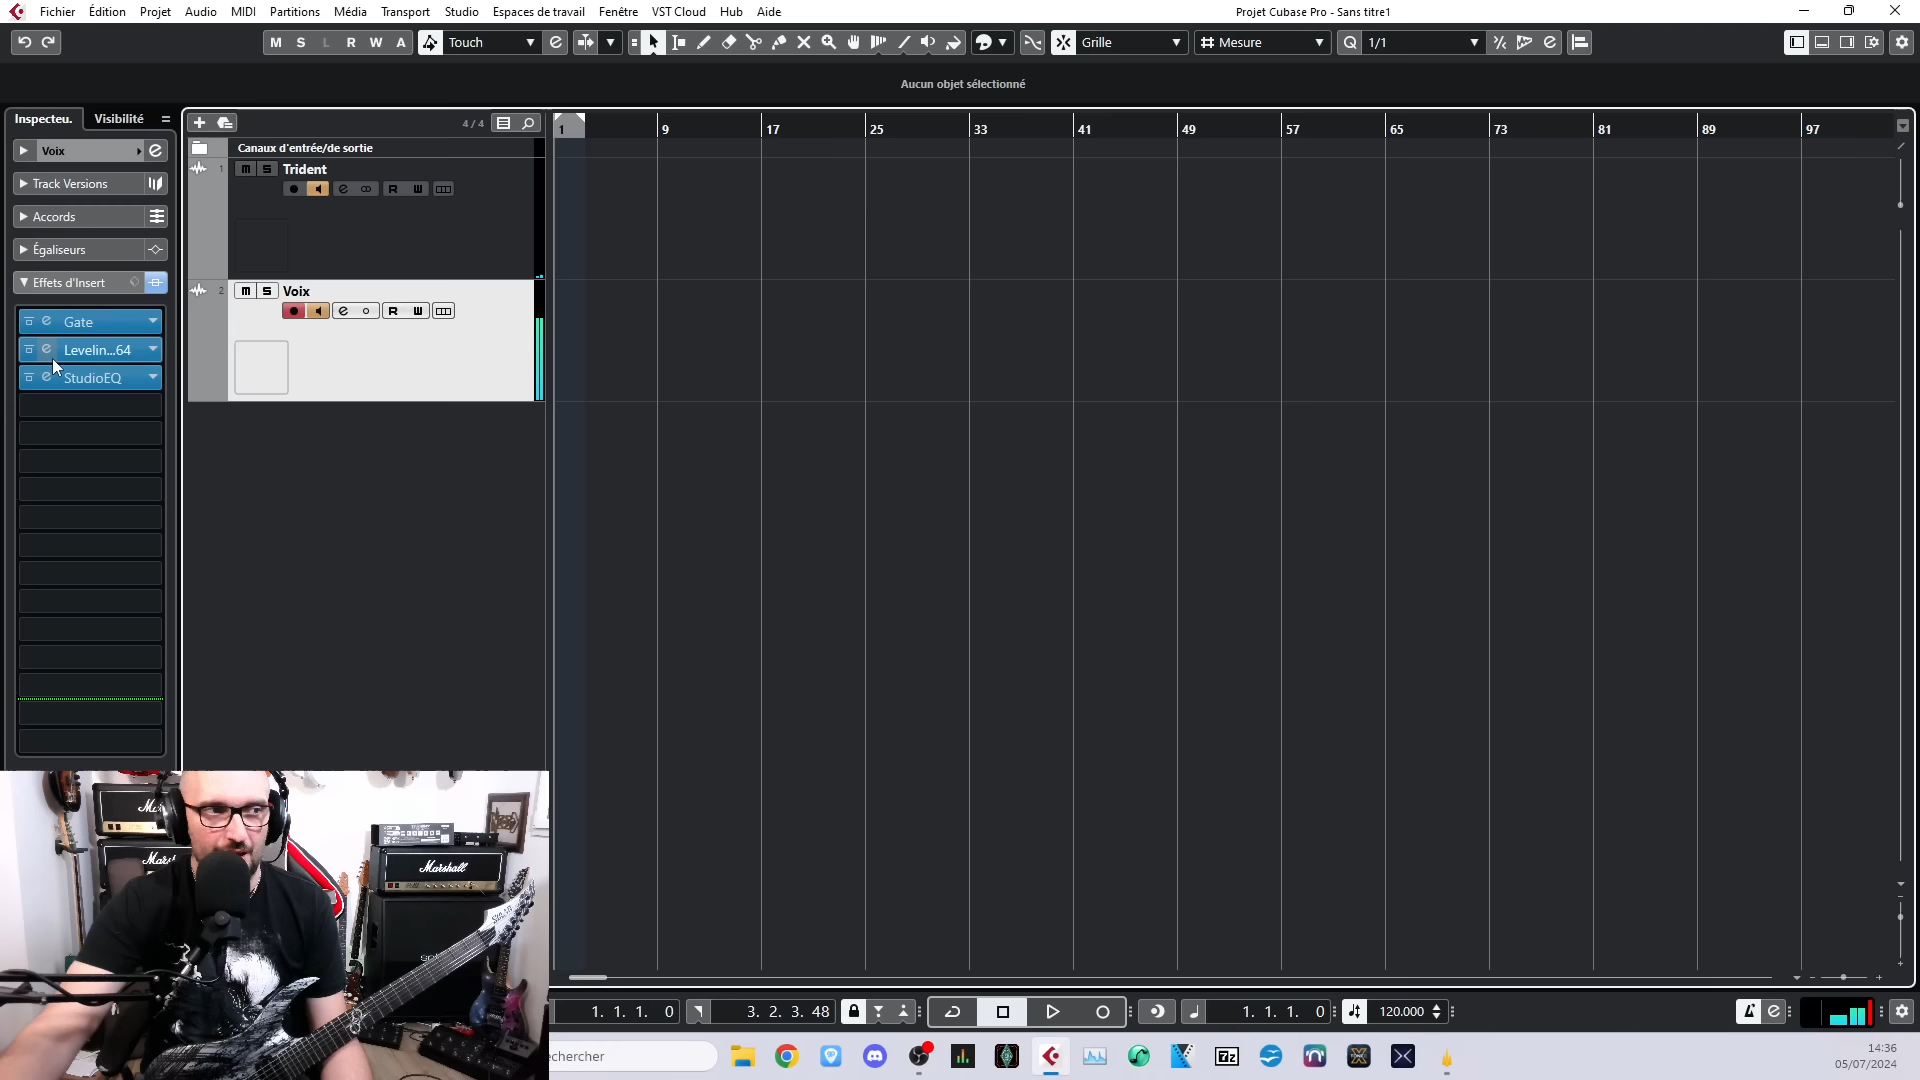 Fichier Édition Projet Audio MIDI Partitions Média Transport Studio Espaces de travail Fenêtre VST Cloud Hub Aide
Projet Cubase Pro - Sans titre1
M S L R W A Touch
Grille
Mesure
Q 1/1
Aucun objet sélectionné
Inspecteu. Visibilité
4 / 4
1 9 17 25 33 41 49 57 65 73 81 89 97
Voix
Canaux d'entrée/de sortie
1 m S Trident
R W
Track Versions
Accords
Égaliseurs
Effets d'Insert
2 m S Voix
R W
Gate
Levelin...64
StudioEQ
Marshall
1. 1. 1. 0
3. 2. 3. 48
1. 1. 1. 0
120.000
echercher
7z
14:36
05/07/2024